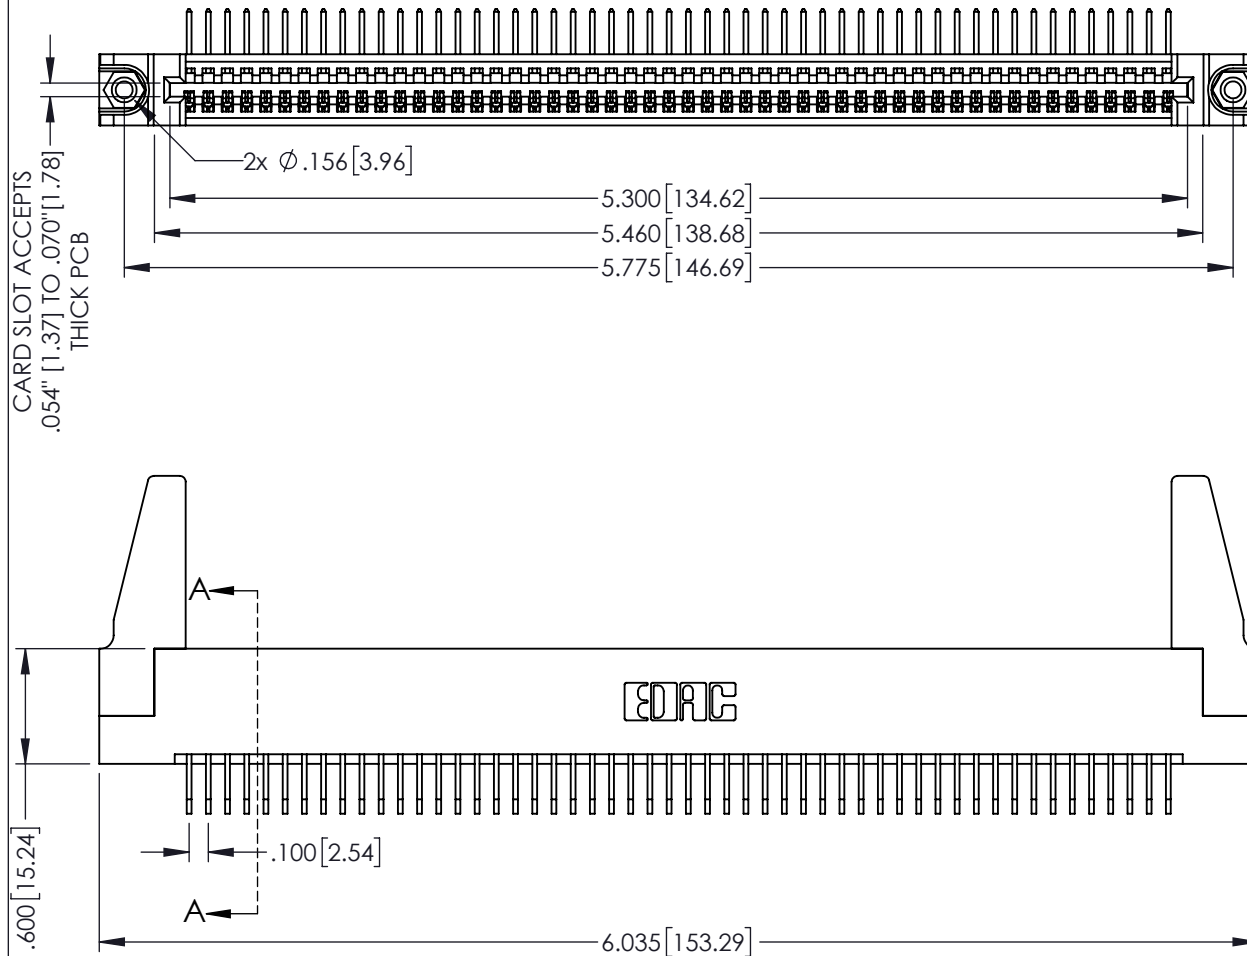 2x ∅ .156[3.96]
5.300[134.62]
5.460[138.68]
5.775[146.69]
CARD SLOT ACCEPTS
.054" [1.37] TO .070"[1.78]
THICK PCB
A
EDAC
.100[2.54]
A
.600[15.24]
6.035[153.29]